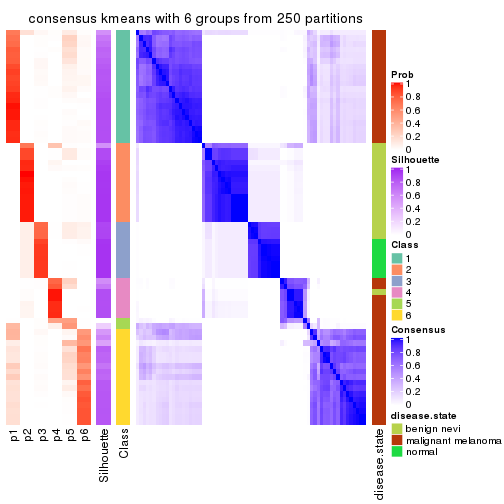 consensus kmeans with 6 groups from 250 partitions
Prob
1
0.8
0.6
0.4
0.2
0
Silhouette
1
0.8
0.6
0.4
0.2
0
Class
1
2
3
4
5
6
Consensus
1
0.8
0.6
0.4
0.2
0
disease.state
benign nevi
malignant melanoma
normal
p1
p2
p3
p4
p5
p6
Silhouette
Class
disease.state